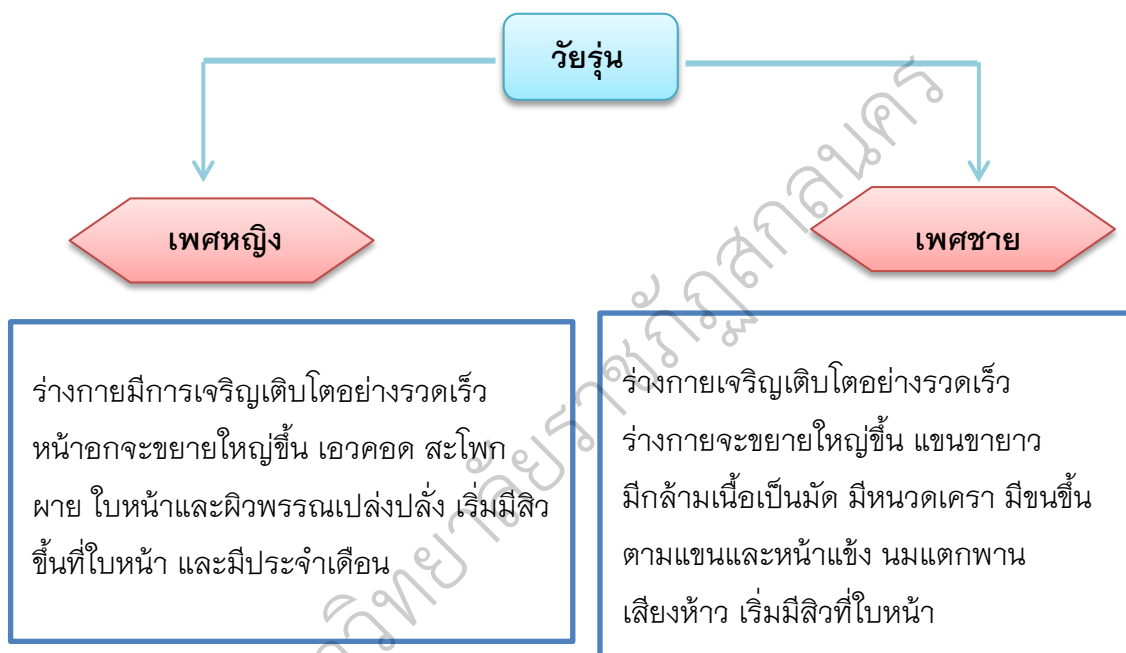 วัยรุ่น
เพศหญิง
เพศชาย
ร่างกายมีการเจริญเติบโตอย่างรวดเร็ว
หน้าอกจะขยายใหญ่ขึ้น เอวคอด สะโพก
ผาย ใบหน้าและผิวพรรณเปล่งปลั่ง เริ่มมีสิว
ขึ้นที่ใบหน้า และมีประจำเดือน
ร่างกายเจริญเติบโตอย่างรวดเร็ว
ร่างกายจะขยายใหญ่ขึ้น แขนขายาว
มีกล้ามเนื้อเป็นมัด มีหนวดเครา มีขนขึ้น
ตามแขนและหน้าแข้ง นมแตกพาน
เสียงห้าว เริ่มมีสิวที่ใบหน้า
วิทยาลัยราชภัฏสกลนคร